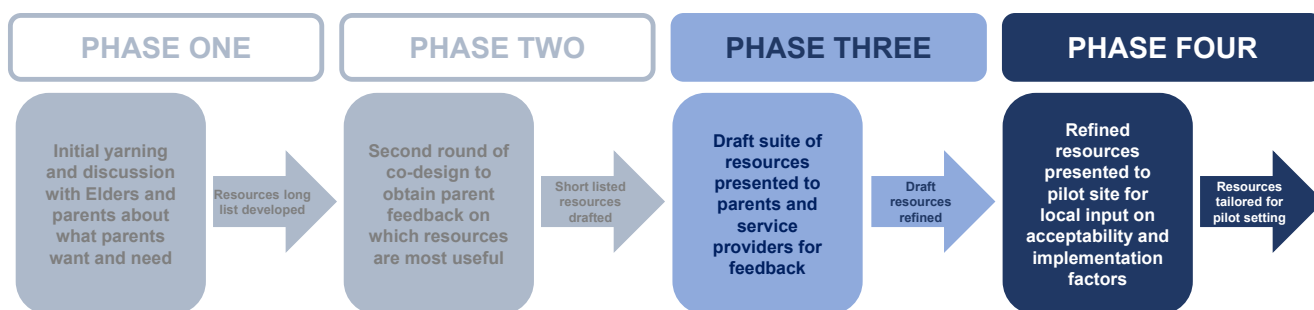 PHASE ONE
PHASE TWO
PHASE THREE
PHASE FOUR
Initial yarning
and discussion
with Elders and
parents about
what parents
want and need
Resources long
list developed
Second round of
co-design to
obtain parent
feedback on
which resources
are most useful
Short listed
resources
drafted
Draft suite of
resources
presented to
parents and
service
providers for
feedback
Draft
resources
refined
Refined
resources
presented to
pilot site for
local input on
acceptability and
implementation
factors
Resources
tailored for
pilot setting